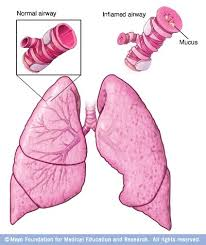 Normal airway
Inflamed airway
Mucus
© Mayo Foundation for Medical Education and Research. All rights reserved.